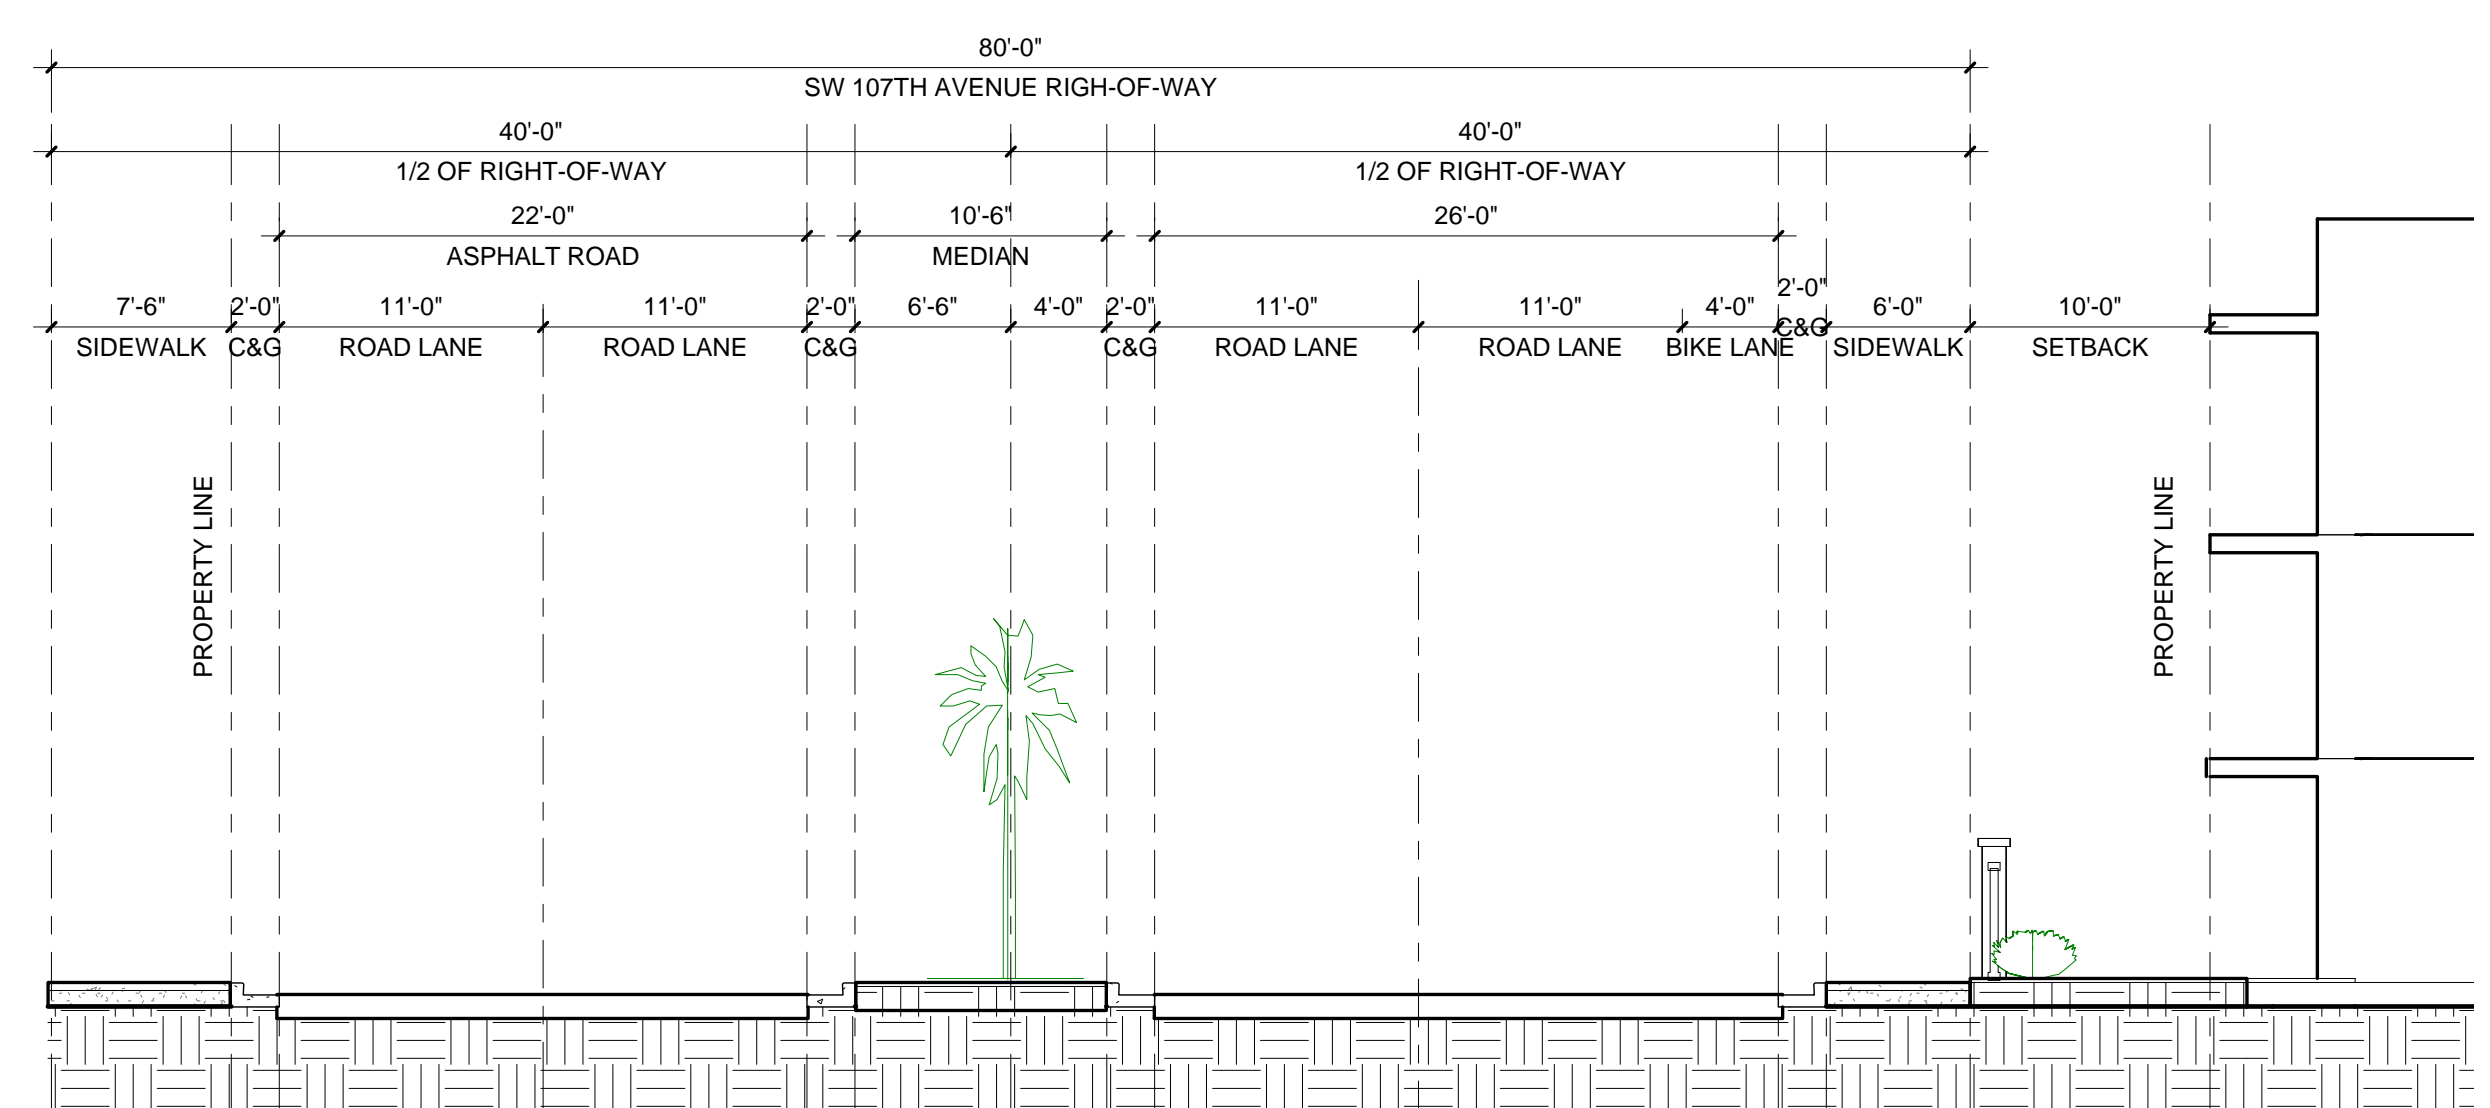 80'-0"
SW 107TH AVENUE RIGH-OF-WAY
40'-0" 40'-0"
1/2 OF RIGHT-OF-WAY 1/2 OF RIGHT-OF-WAY
22'-0" 10'-6" 26'-0"
ASPHALT ROAD MEDIAN
2'-0"
7'-6" 2'-0" 11'-0" 11'-0" 2'-0" 6'-6" 4'-0" 2'-0" 11'-0" 11'-0" 4'-0" 6'-0" 10'-0"
C&G
SIDEWALK C&G ROAD LANE ROAD LANE C&G C&G ROAD LANE ROAD LANE BIKE LANE SIDEWALK SETBACK
PROPERTY LINE
PROPERTY LINE